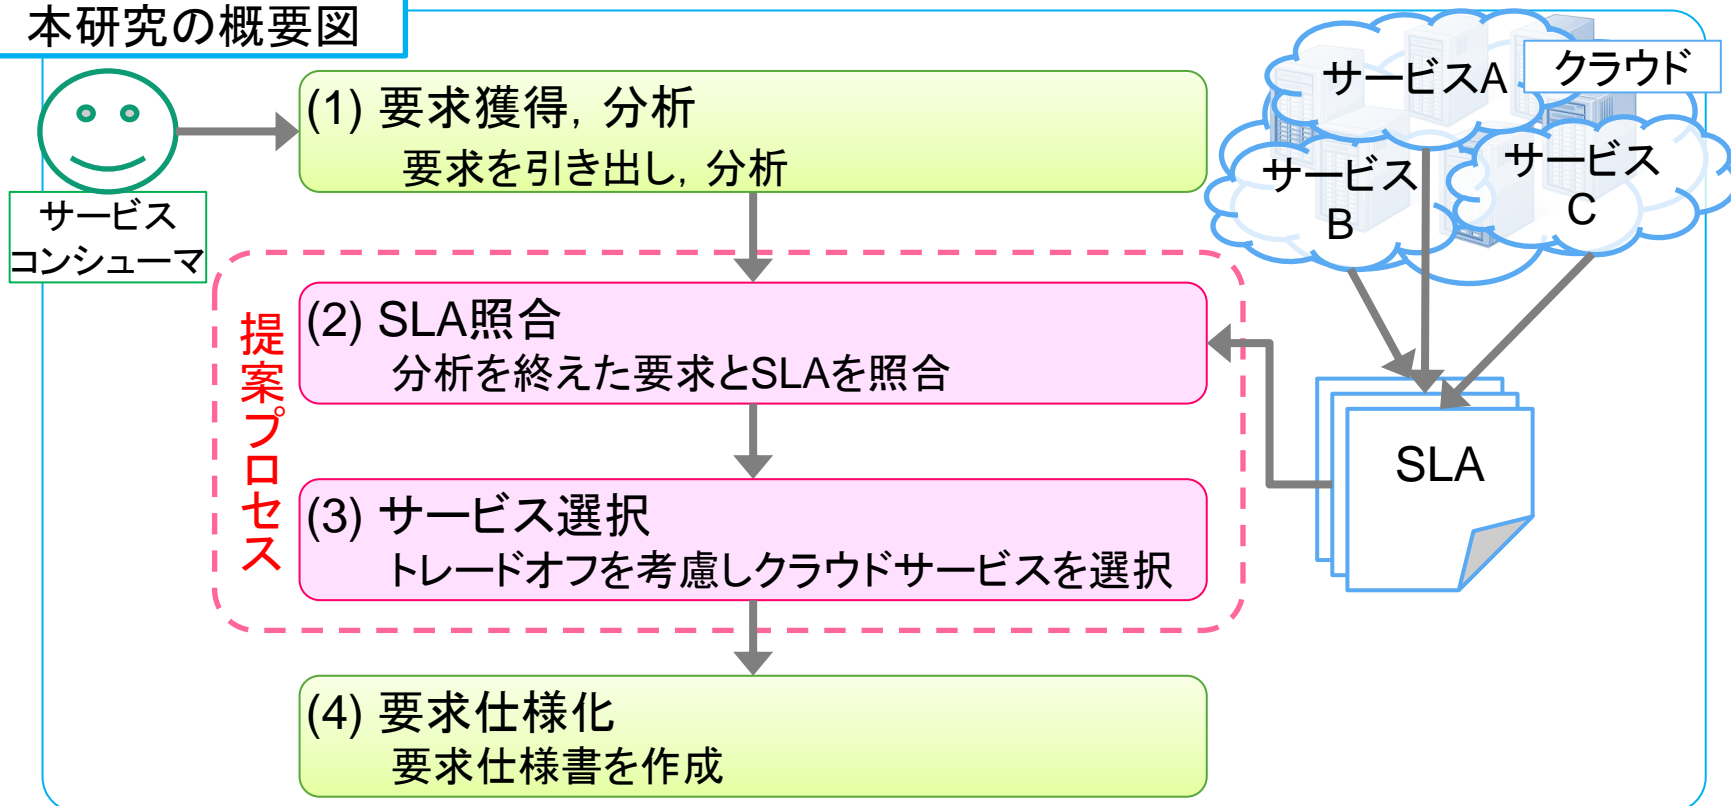 本研究の概要図
サービス
コンシューマ
(1) 要求獲得, 分析
要求を引き出し, 分析
クラウド
サービスA
サービス
B
サービス
C
提案プロセス
(2) SLA照合
分析を終えた要求とSLAを照合
(3) サービス選択
トレードオフを考慮しクラウドサービスを選択
SLA
(4) 要求仕様化
要求仕様書を作成